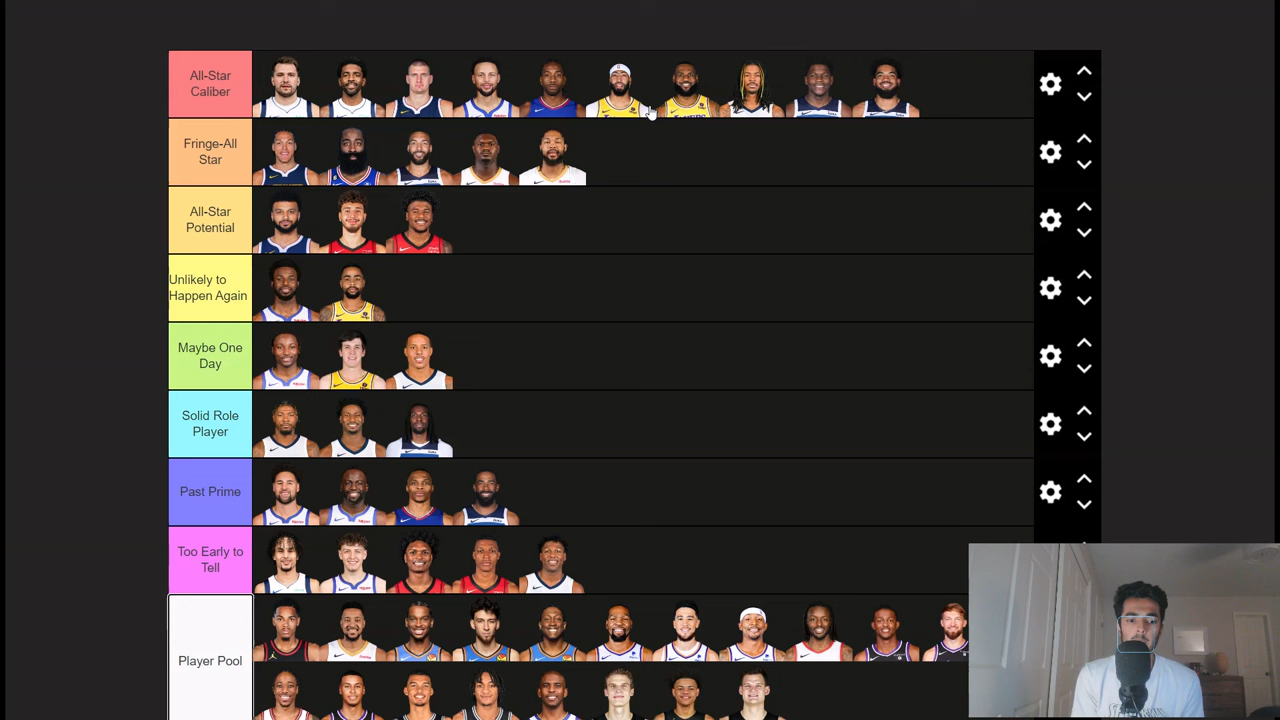 All-Star
Caliber
Fringe-All
Star
All-Star
Potential
Unlikely to
Happen Again
Maybe One
Day
Solid Role
Player
Past Prime
Too Early to
Tell
Player Pool